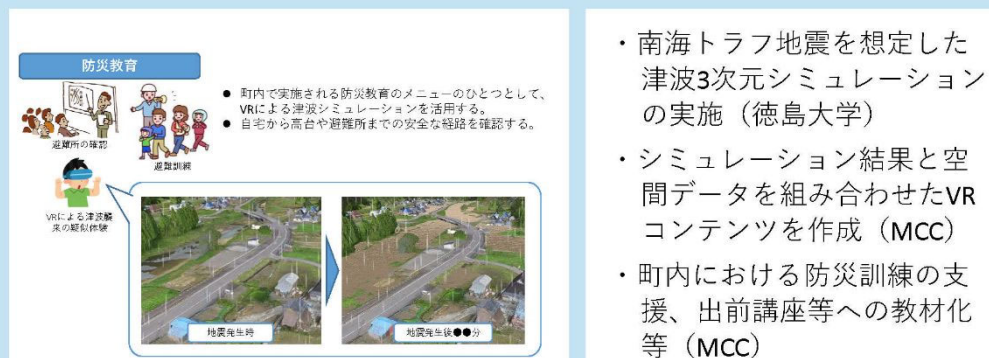 防災教育
● 町内で実施される防災教育のメニューのひとつとして、
VRによる津波シミュレーションを活用する。
● 自宅から高台や避難所までの安全な経路を確認する。
避難所の確認
避難訓練
VRによる津波襲
来の疑似体験
地震発生時
地震発生後●●分
・南海トラフ地震を想定した
津波3次元シミュレーション
の実施（徳島大学）
・シミュレーション結果と空
間データを組み合わせたVR
コンテンツを作成（MCC）
・町内における防災訓練の支
援、出前講座等への教材化
等（MCC）